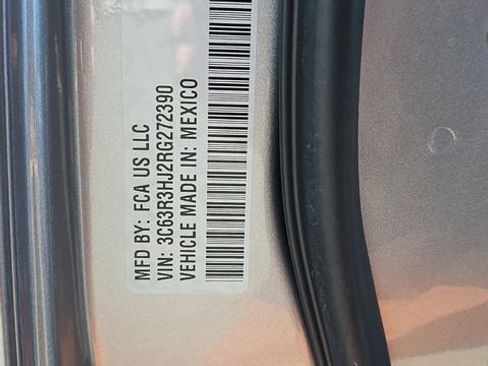 MFD BY: FCA US LLC
VIN: 3C63R3HJ2RG272390
VEHICLE MADE IN: MEXICO